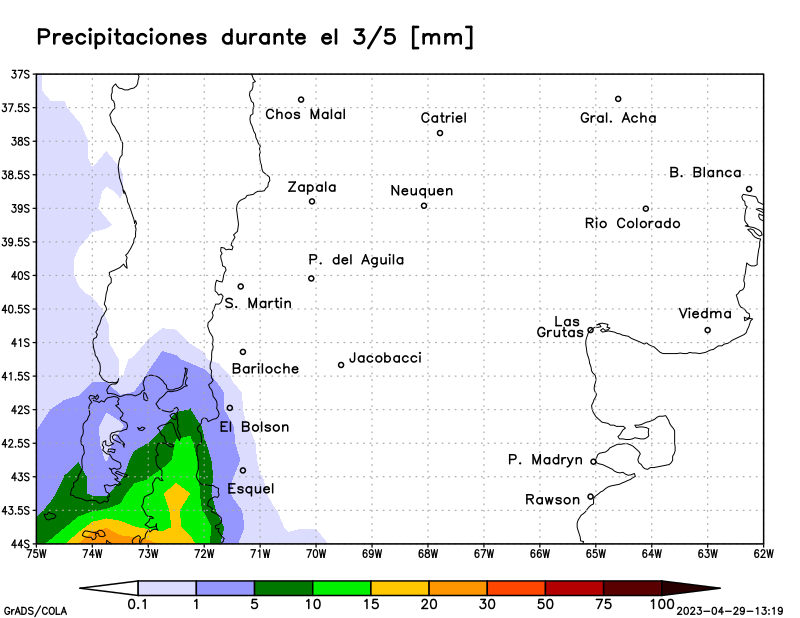 Precipitaciones durante el 3/5 [mm]
37S
37.5S
38S
38.5S
39S
39.5S
40S
40.5S
41S
41.5S
42S
42.5S
43S
43.5S
44S
Chos Malal
Catriel
Gral. Acha
B. Blanca
Zapala
Neuquen
Rio Colorado
P. del Aguila
S. Martin
Las
Grutas
Viedma
Bariloche
Jacobacci
El Bolson
Esquel
P. Madryn
Rawson
75W 74W 73W 72W 71W 70W 69W 68W 67W 66W 65W 64W 63W 62W
0.1 1 5 10 15 20 30 50 75 100
GrADS/COLA
2023-04-29-13:19